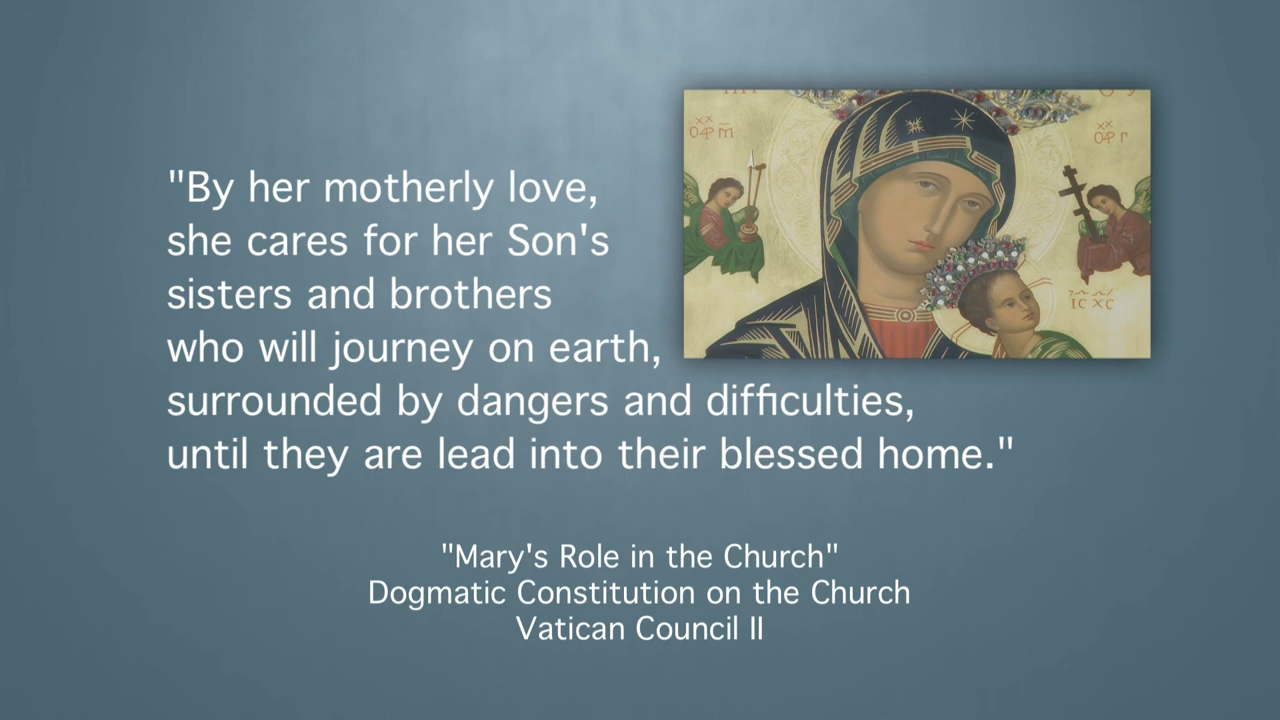 "By her motherly love,
she cares for her Son's
sisters and brothers
who will journey on earth,
surrounded by dangers and difficulties,
until they are lead into their blessed home."
"Mary's Role in the Church"
Dogmatic Constitution on the Church
Vatican Council II
IC XC